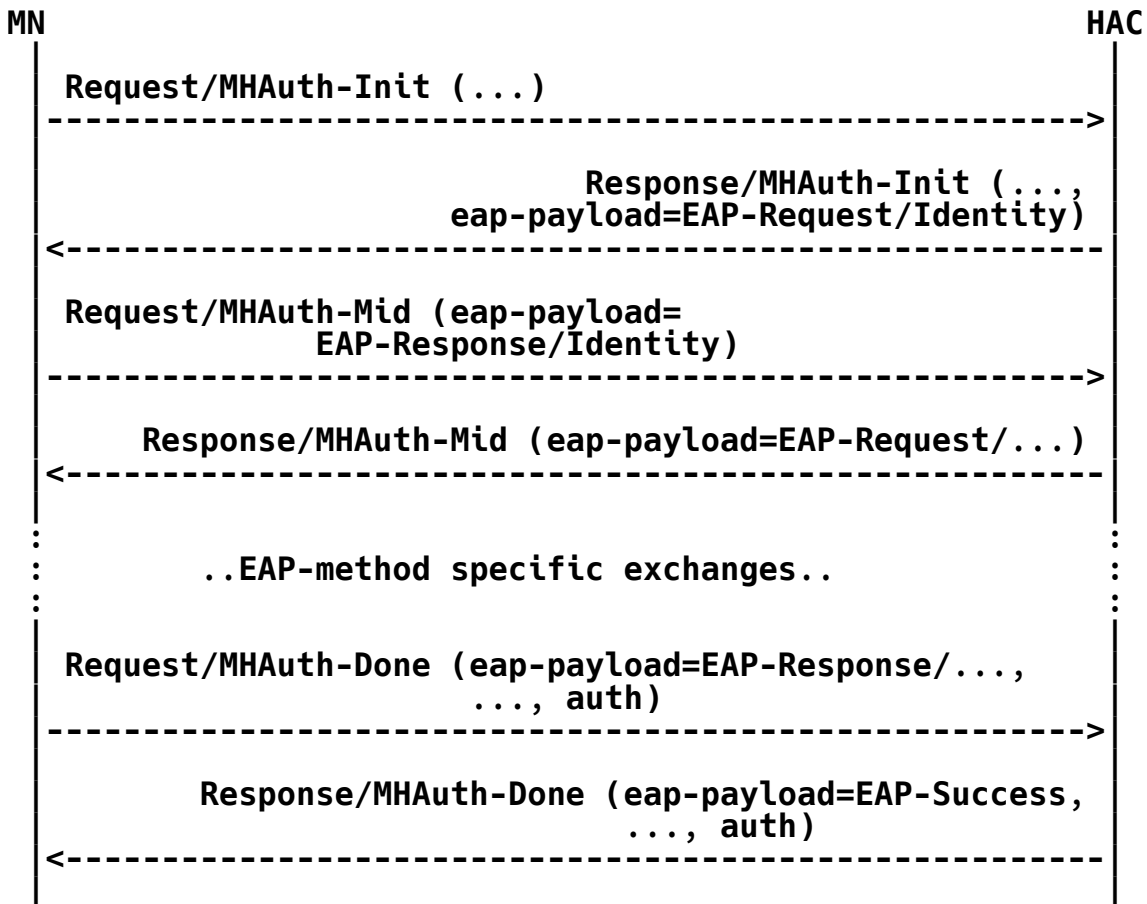 MN HAC
Request/MHAuth-Init (...)
Response/MHAuth-Init (...,
eap-payload=EAP-Request/Identity)
Request/MHAuth-Mid (eap-payload=
EAP-Response/Identity)
Response/MHAuth-Mid (eap-payload=EAP-Request/...)
..EAP-method specific exchanges..
Request/MHAuth-Done (eap-payload=EAP-Response/...,
..., auth)
Response/MHAuth-Done (eap-payload=EAP-Success,
..., auth)